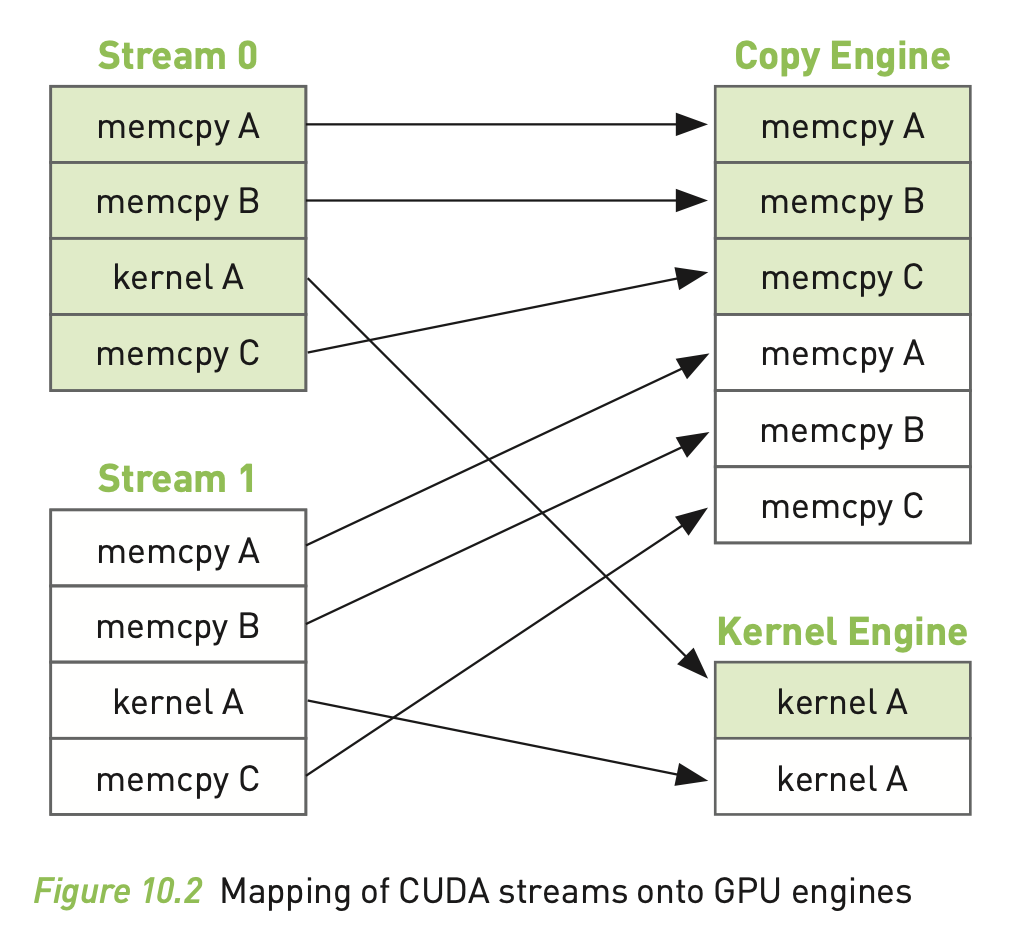 Stream 0
memcpy A
memcpy B
kernel A
memcpy C
Stream 1
memcpy A
memcpy B
kernel A
memcpy C
Copy Engine
memcpy A
memcpy B
memcpy C
memcpy A
memcpy B
memcpy C
Kernel Engine
kernel A
kernel A
Figure 10.2 Mapping of CUDA streams onto GPU engines